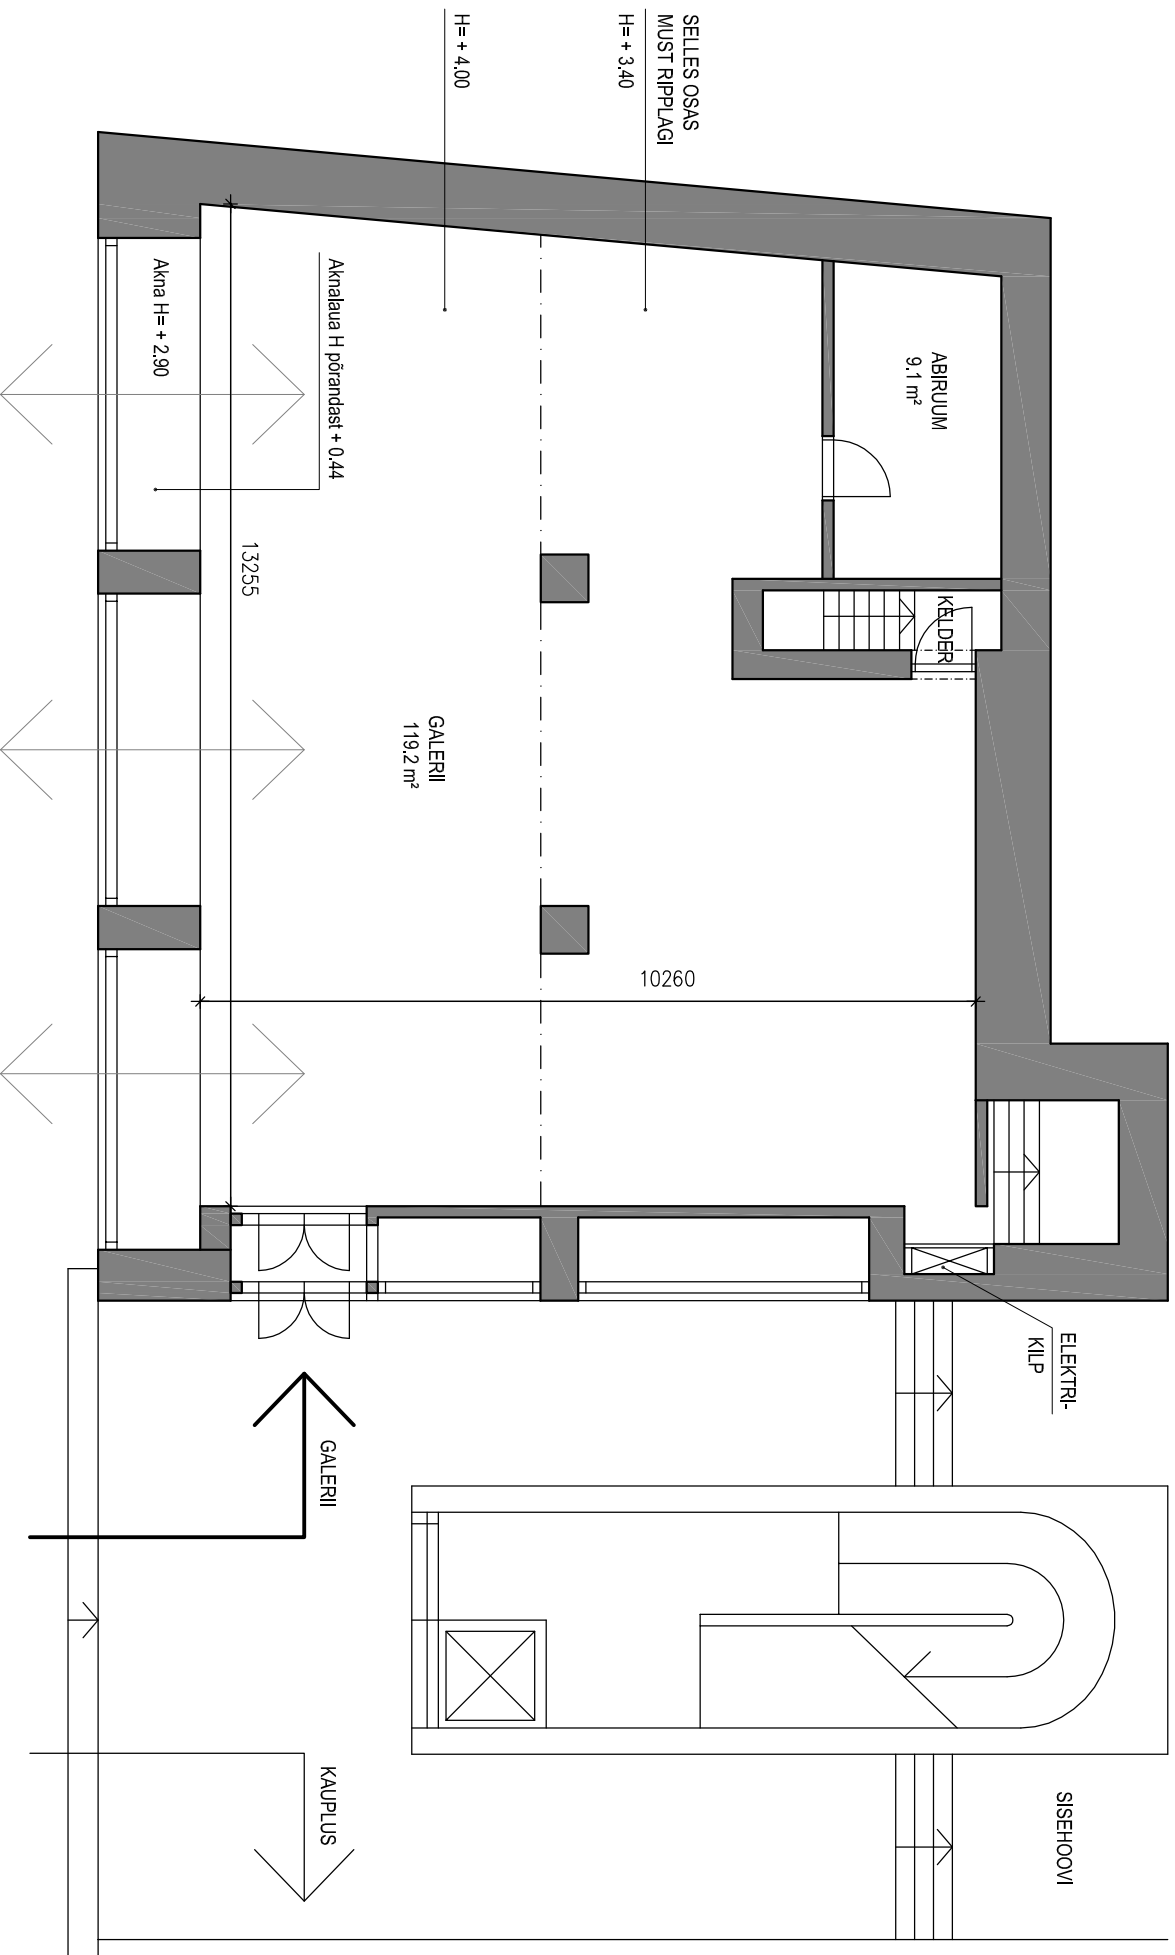 SELLES OSAS
MUST RIPPLAGI
H= + 3.40
H= + 4.00
ABIRUUM
9.1 m²
Aknalaua H põrandast + 0.44
Akna H= + 2.90
13255
KELDER
GALERII
119.2 m²
10260
ELEKTRI-
KILP
GALERII
KAUPLUS
SISEHOOVI